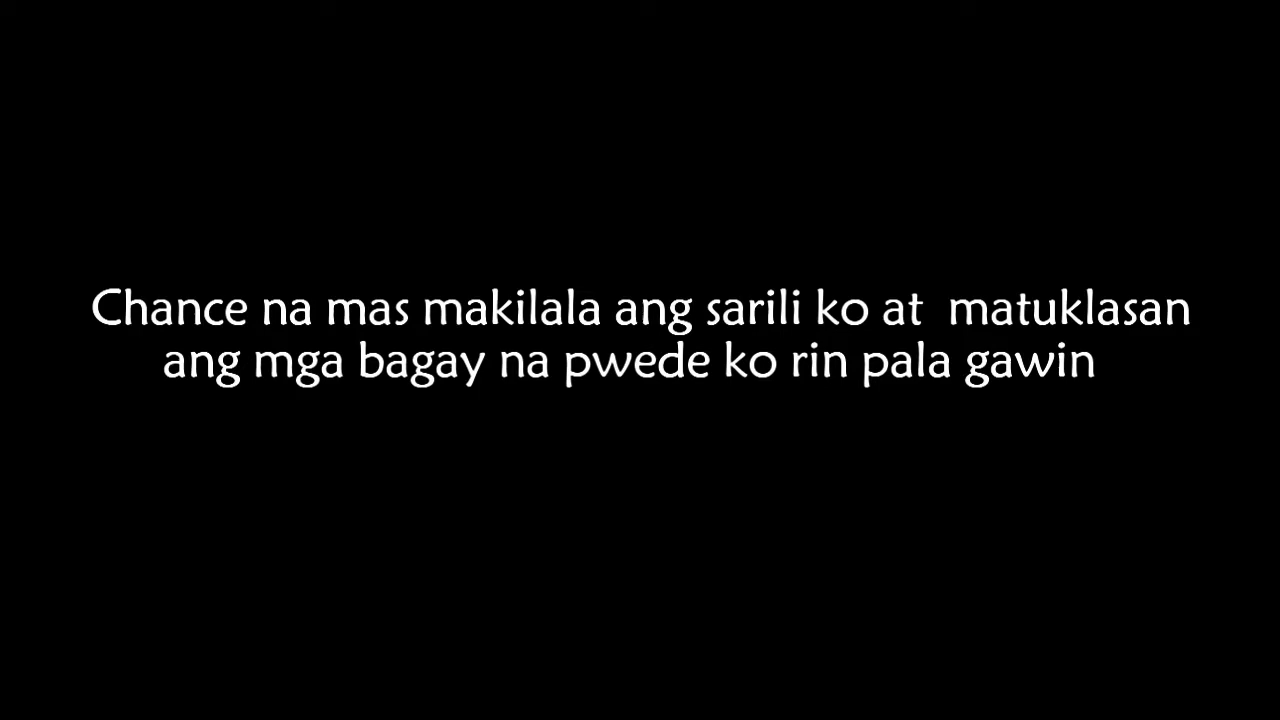 Chance na mas makilala ang sarili ko at  matuklasan
ang mga bagay na pwede ko rin pala gawin